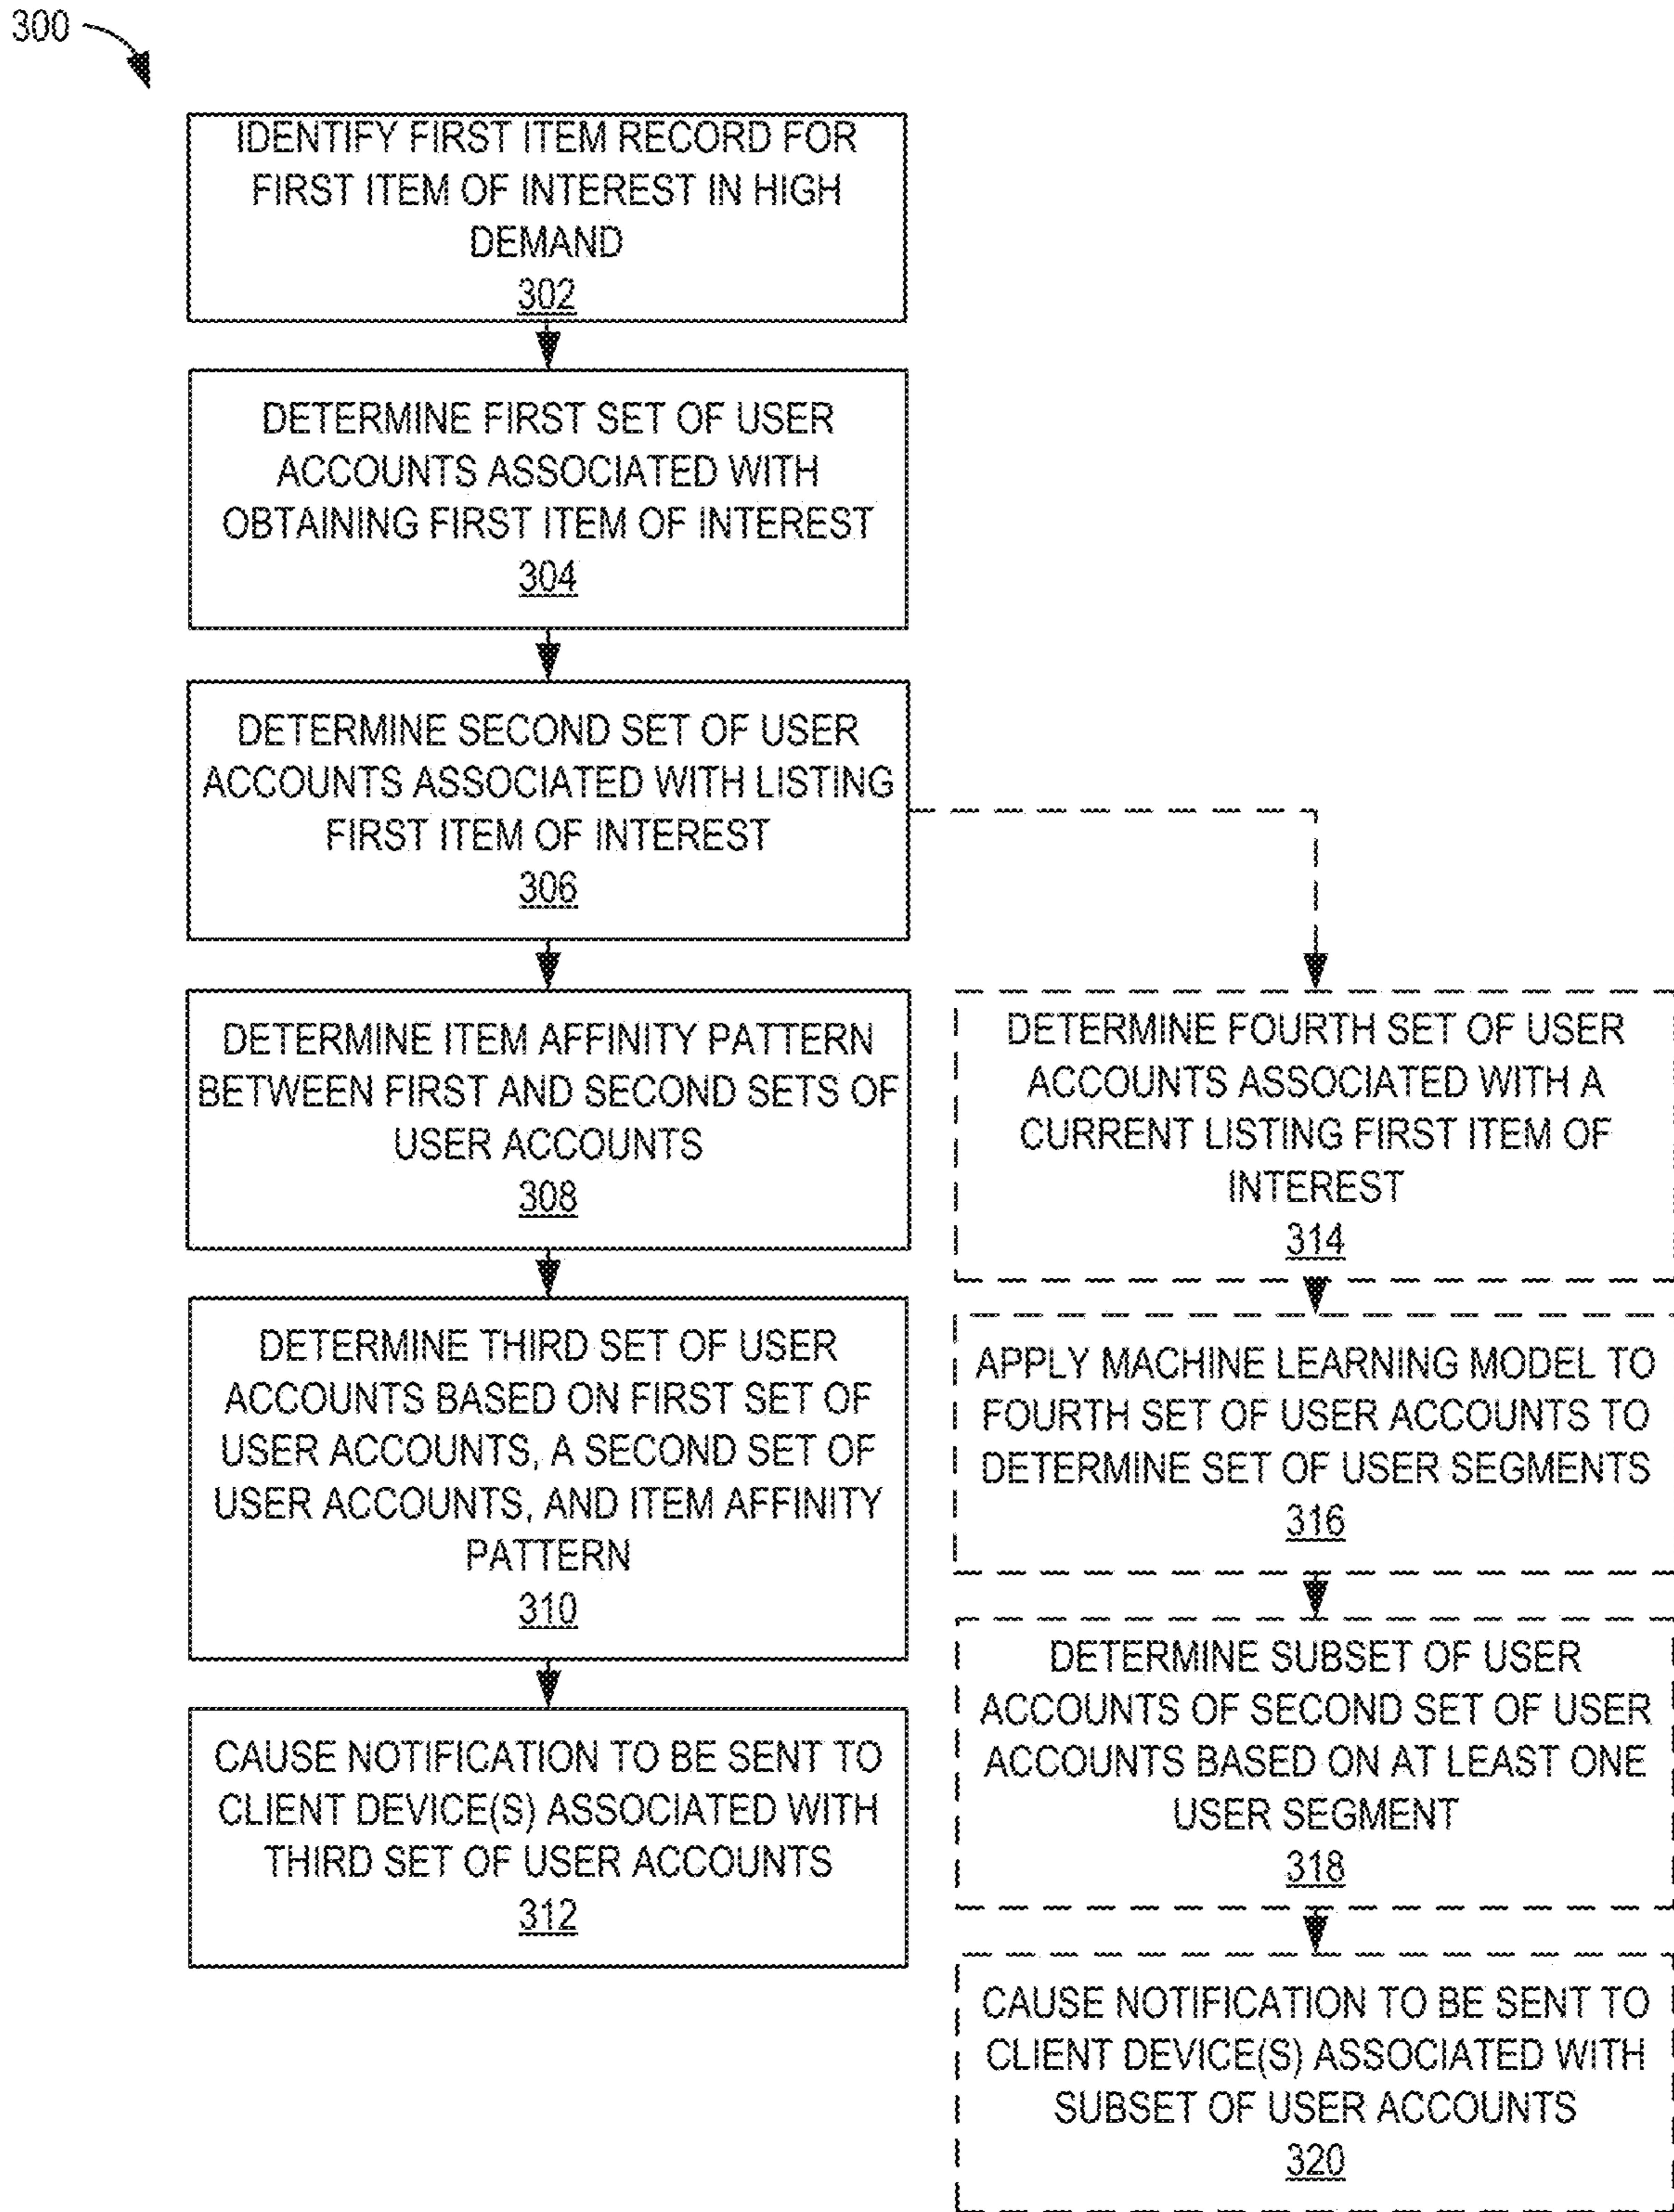 300
IDENTIFY FIRST ITEM RECORD FOR
FIRST ITEM OF INTEREST IN HIGH
DEMAND
302
DETERMINE FIRST SET OF USER
ACCOUNTS ASSOCIATED WITH
OBTAINING FIRST ITEM OF INTEREST
304
DETERMINE SECOND SET OF USER
ACCOUNTS ASSOCIATED WITH LISTING
FIRST ITEM OF INTEREST
306
DETERMINE ITEM AFFINITY PATTERN
BETWEEN FIRST AND SECOND SETS OF
USER ACCOUNTS
308
DETERMINE THIRD SET OF USER
ACCOUNTS BASED ON FIRST SET OF
USER ACCOUNTS, A SECOND SET OF
USER ACCOUNTS, AND ITEM AFFINITY
PATTERN
310
CAUSE NOTIFICATION TO BE SENT TO
CLIENT DEVICE(S) ASSOCIATED WITH
THIRD SET OF USER ACCOUNTS
312
DETERMINE FOURTH SET OF USER
ACCOUNTS ASSOCIATED WITH A
CURRENT LISTING FIRST ITEM OF
INTEREST
314
APPLY MACHINE LEARNING MODEL TO
FOURTH SET OF USER ACCOUNTS TO
DETERMINE SET OF USER SEGMENTS
316
DETERMINE SUBSET OF USER
ACCOUNTS OF SECOND SET OF USER
ACCOUNTS BASED ON AT LEAST ONE
USER SEGMENT
318
CAUSE NOTIFICATION TO BE SENT TO
CLIENT DEVICE(S) ASSOCIATED WITH
SUBSET OF USER ACCOUNTS
320